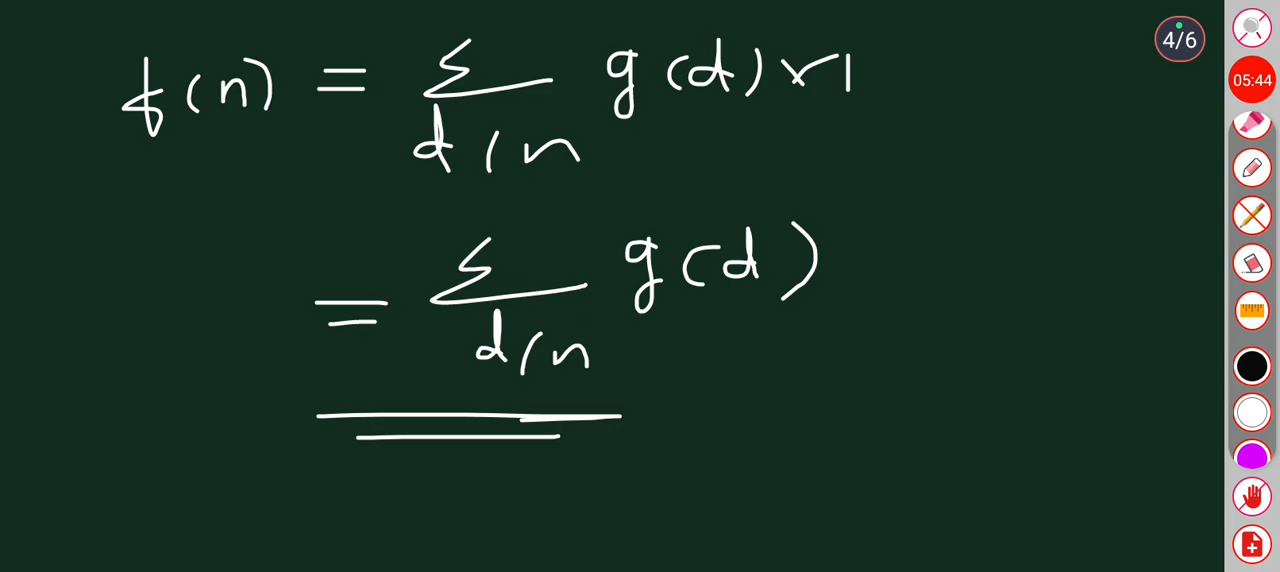 4/6
05:44
f(n) = Σ g(d) × 1
d/n
= Σ g(d)
d/n